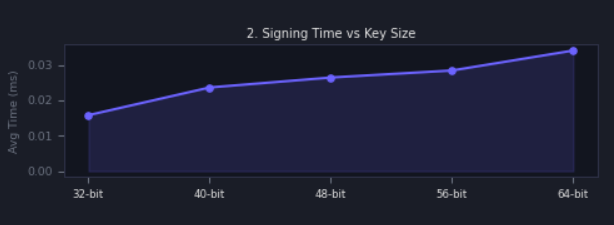 2. Signing Time vs Key Size
Avg Time (ms)
0.03
0.02
0.01
0.00
32-bit 40-bit 48-bit 56-bit 64-bit